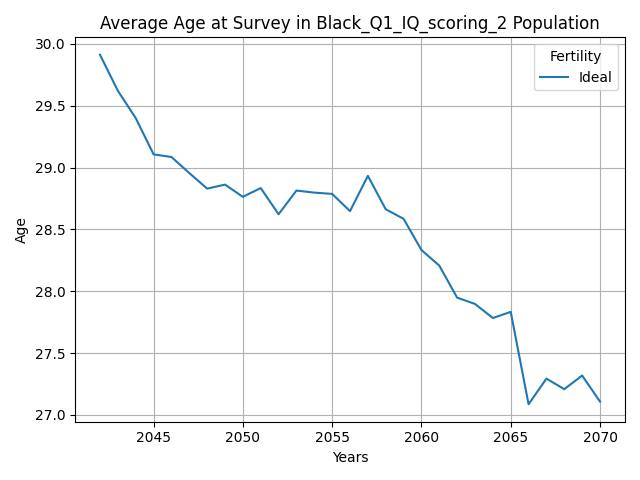 Average Age at Survey in Black_Q1_IQ_scoring_2 Population
30.0
29.5
29.0
28.5
28.0
27.5
27.0
Age
Fertility
Ideal
2045
2050
2055
2060
2065
2070
Years